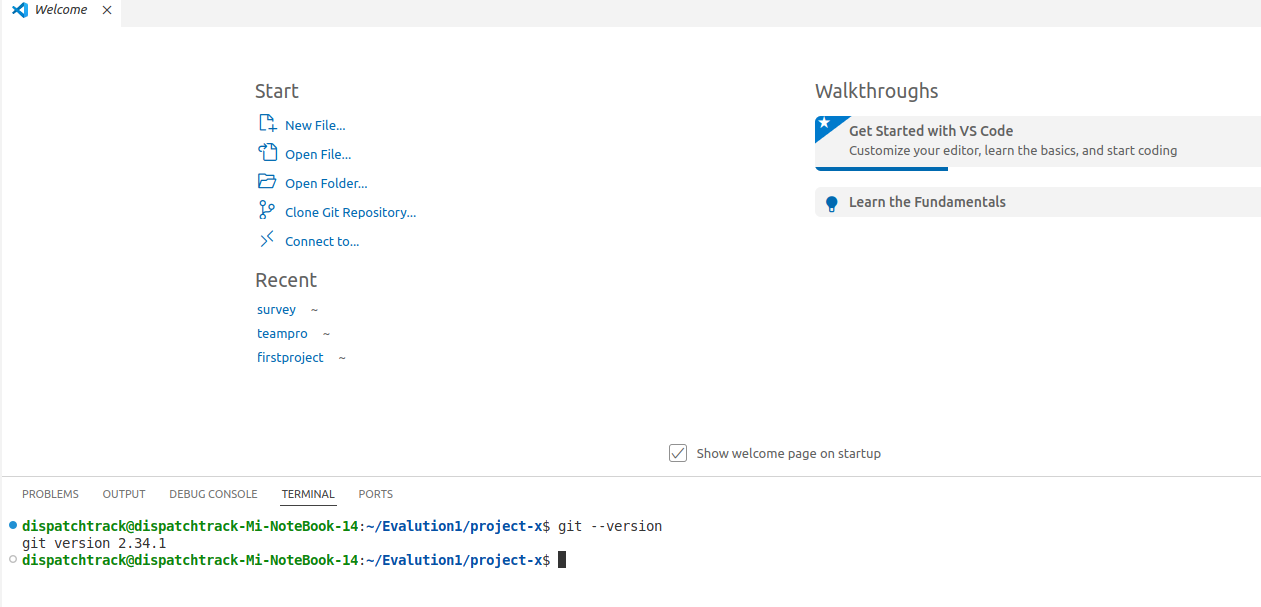 Welcome
Start
New File...
Open File...
Open Folder...
Clone Git Repository...
Connect to...
Recent
survey ~
teampro ~
firstproject ~
Walkthroughs
Get Started with VS Code
Customize your editor, learn the basics, and start coding
Learn the Fundamentals
Show welcome page on startup
PROBLEMS OUTPUT DEBUG CONSOLE TERMINAL PORTS
dispatchtrack@dispatchtrack-Mi-NoteBook-14:~/Evalution1/project-x$ git --version
git version 2.34.1
dispatchtrack@dispatchtrack-Mi-NoteBook-14:~/Evalution1/project-x$